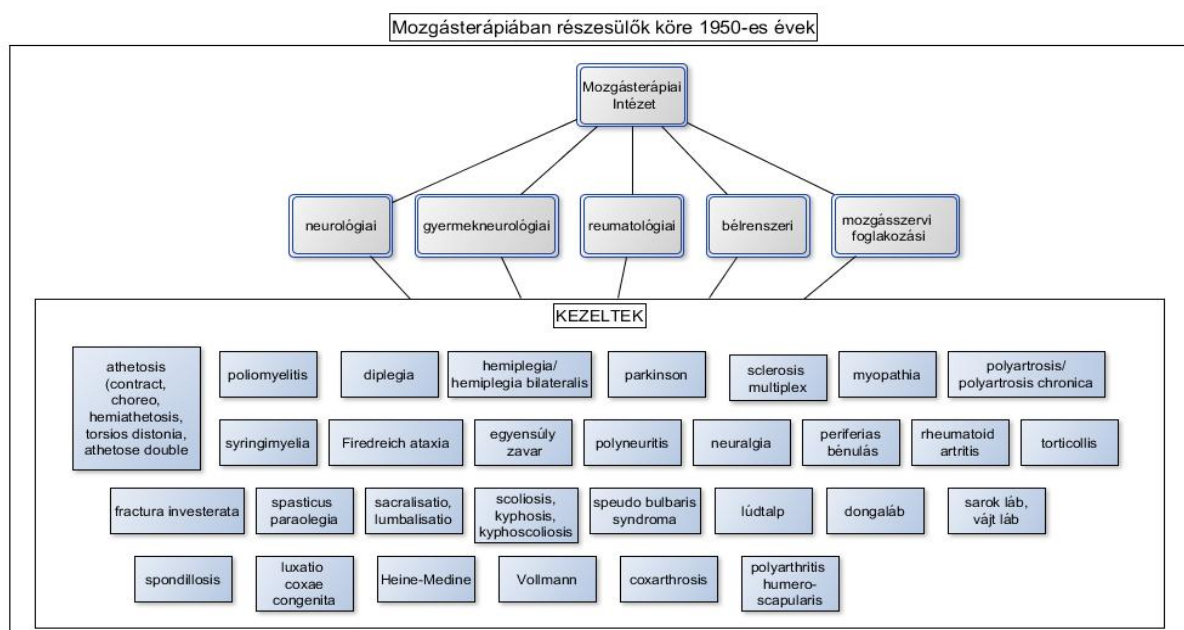 Mozgásterápiában részesülők köre 1950-es évek
Mozgásterápiai
Intézet
neurológiai
gyermekneurológiai
reumatológiai
bélrenszeri
mozgásszervi
foglakozási
KEZELTEK
athetosis
(contract,
choreo,
hemiathetosis,
torsios distonia,
athetose double
poliomyelitis
diplegia
hemiplegia/
hemiplegia bilateralis
parkinson
sclerosis
multiplex
myopathia
polyartrosis/
polyartrosis chronica
syringimyelia
Firedreich ataxia
egyensúly
zavar
polyneuritis
neuralgia
periferias
bénulás
rheumatoid
artritis
torticollis
fractura investerata
spasticus
paraolegia
sacralisatio,
lumbalisatio
scoliosis,
kyphosis,
kyphoscoliosis
speudo bulbaris
syndroma
lúdtalp
dongaláb
sarok láb,
vájt láb
spondillosis
luxatio
coxae
congenita
Heine-Medine
Vollmann
coxarthrosis
polyarthritis
humero-
scapularis